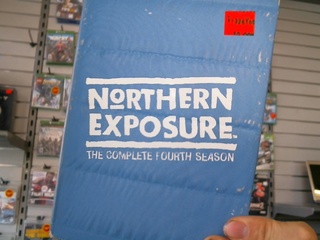 NORTHERN
EXPOSURE
THE COMPLETE FOURTH SEASON